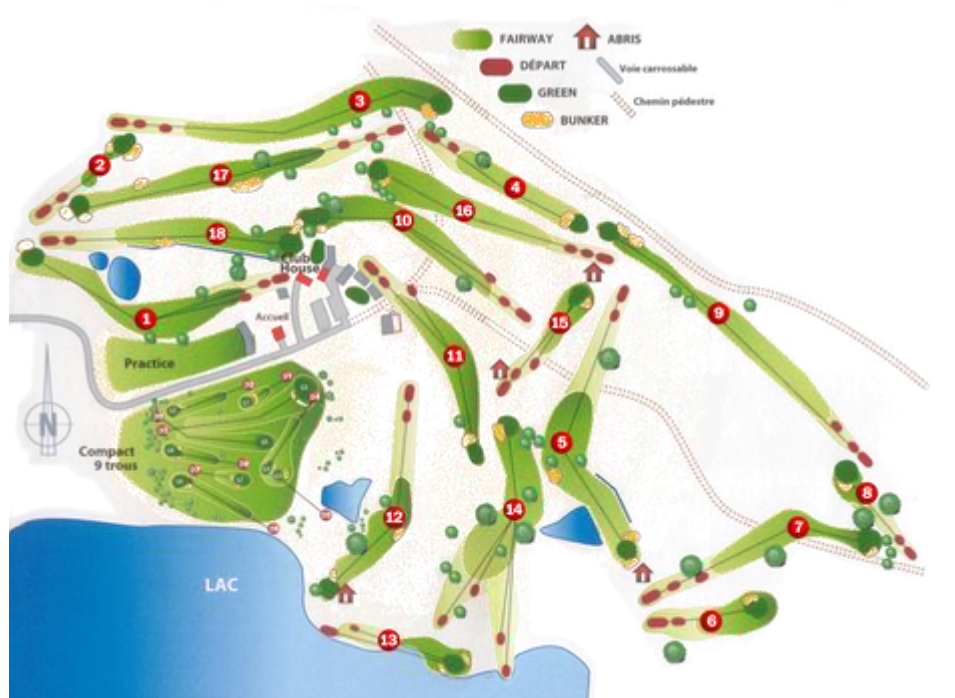 FAIRWAY
ABRIS
DÉPART
Voie carrossable
GREEN
Chemin pédestre
BUNKER
3
2
17
4
16
10
18
Club
House
9
1
Accueil
15
11
Practice
N
5
Compact
9 trous
8
14
12
7
LAC
6
13